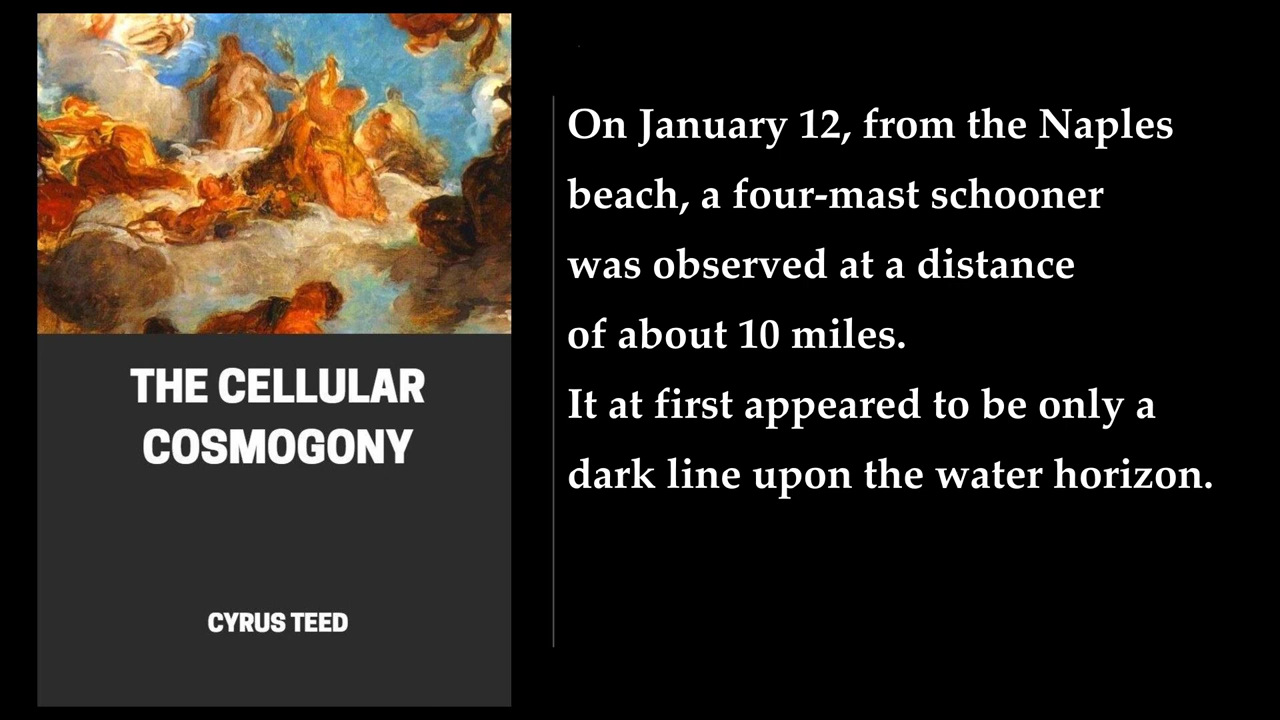 THE CELLULAR
COSMOGONY
CYRUS TEED
On January 12, from the Naples
beach, a four-mast schooner
was observed at a distance
of about 10 miles.
It at first appeared to be only a
dark line upon the water horizon.